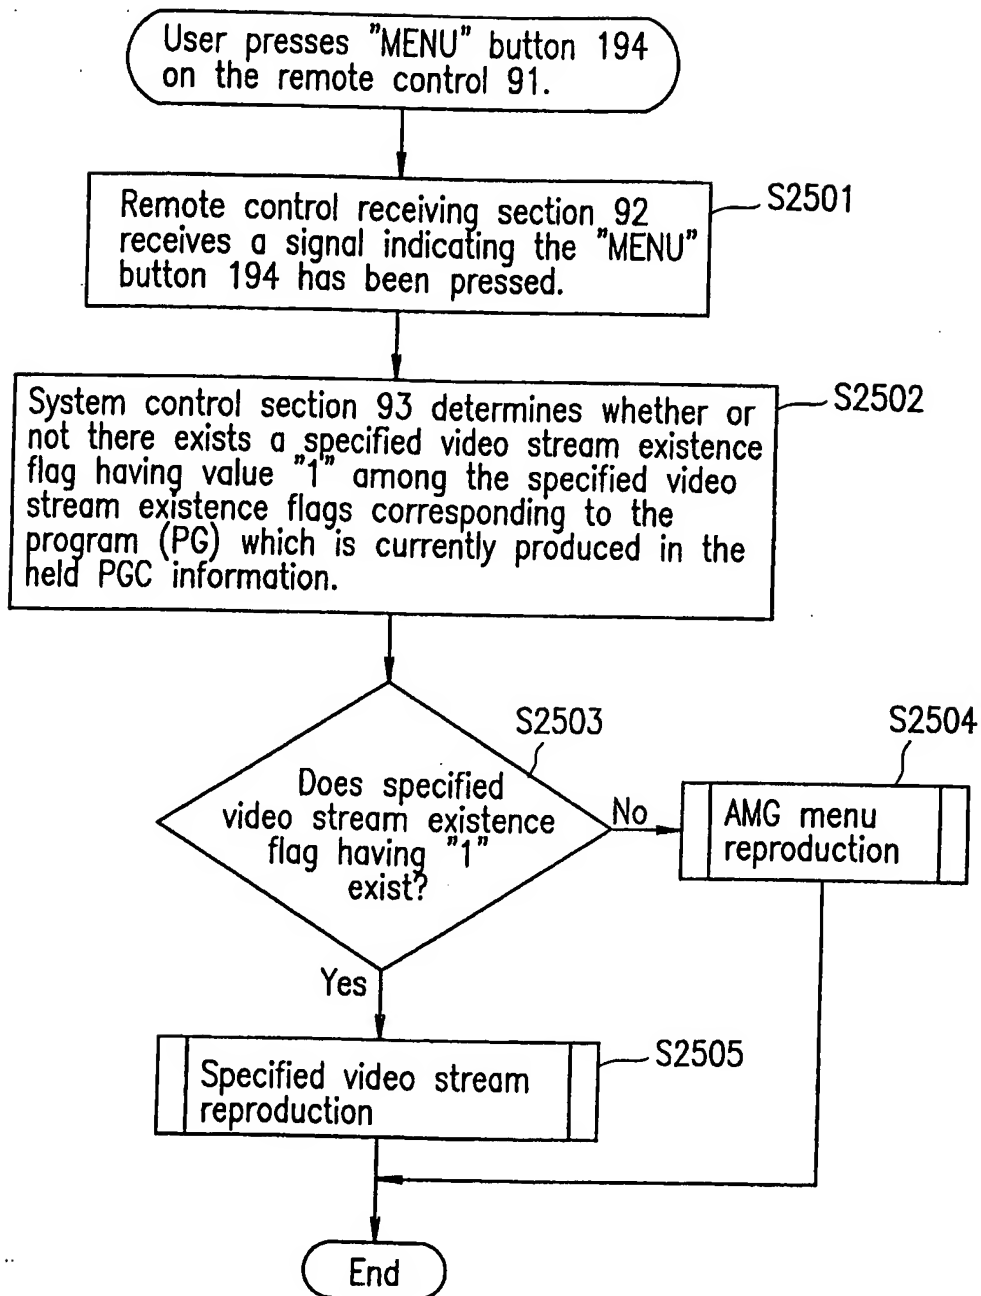 User presses "MENU" button 194
on the remote control 91.
Remote control receiving section 92
receives a signal indicating the "MENU"
button 194 has been pressed.
S2501
System control section 93 determines whether or
not there exists a specified video stream existence
flag having value "1" among the specified video
stream existence flags corresponding to the
program (PG) which is currently produced in the
held PGC information.
S2502
S2503
Does specified
video stream existence
flag having "1"
exist?
No
S2504
AMG menu
reproduction
Yes
S2505
Specified video stream
reproduction
End